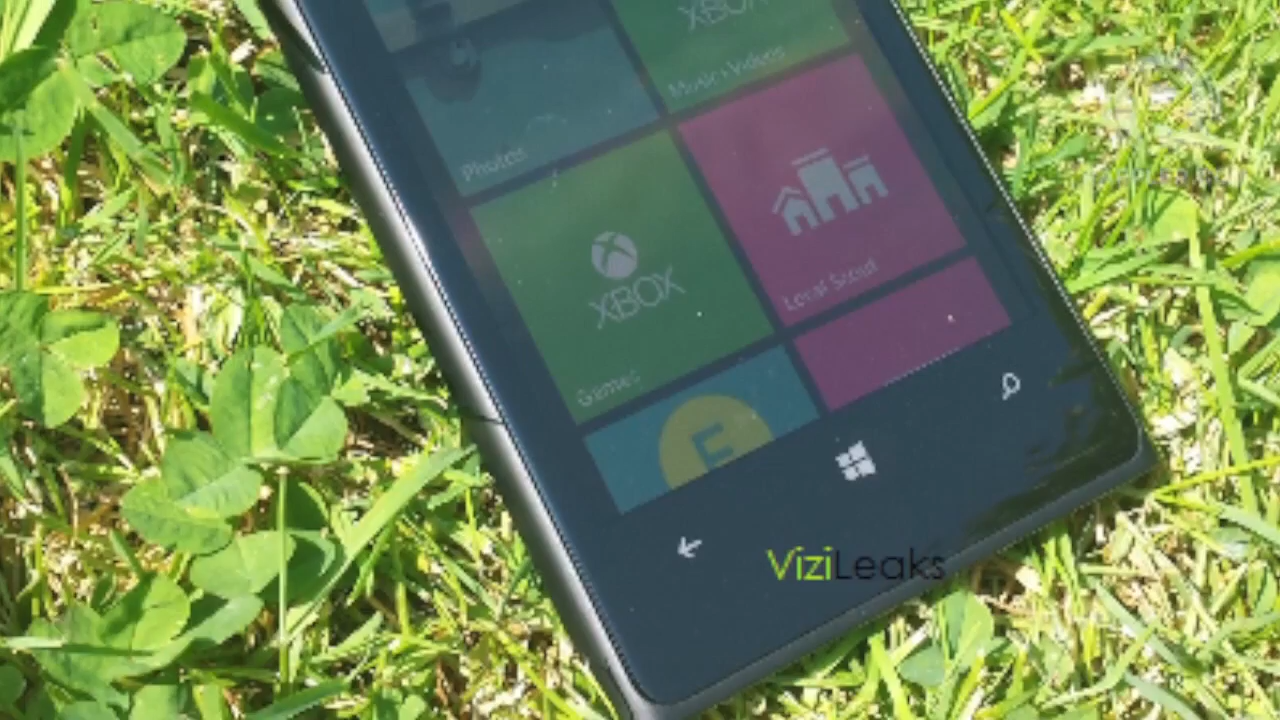 XBOX
Music+Videos
Photos
Local Scout
XBOX
Games
E
ViziLeaks